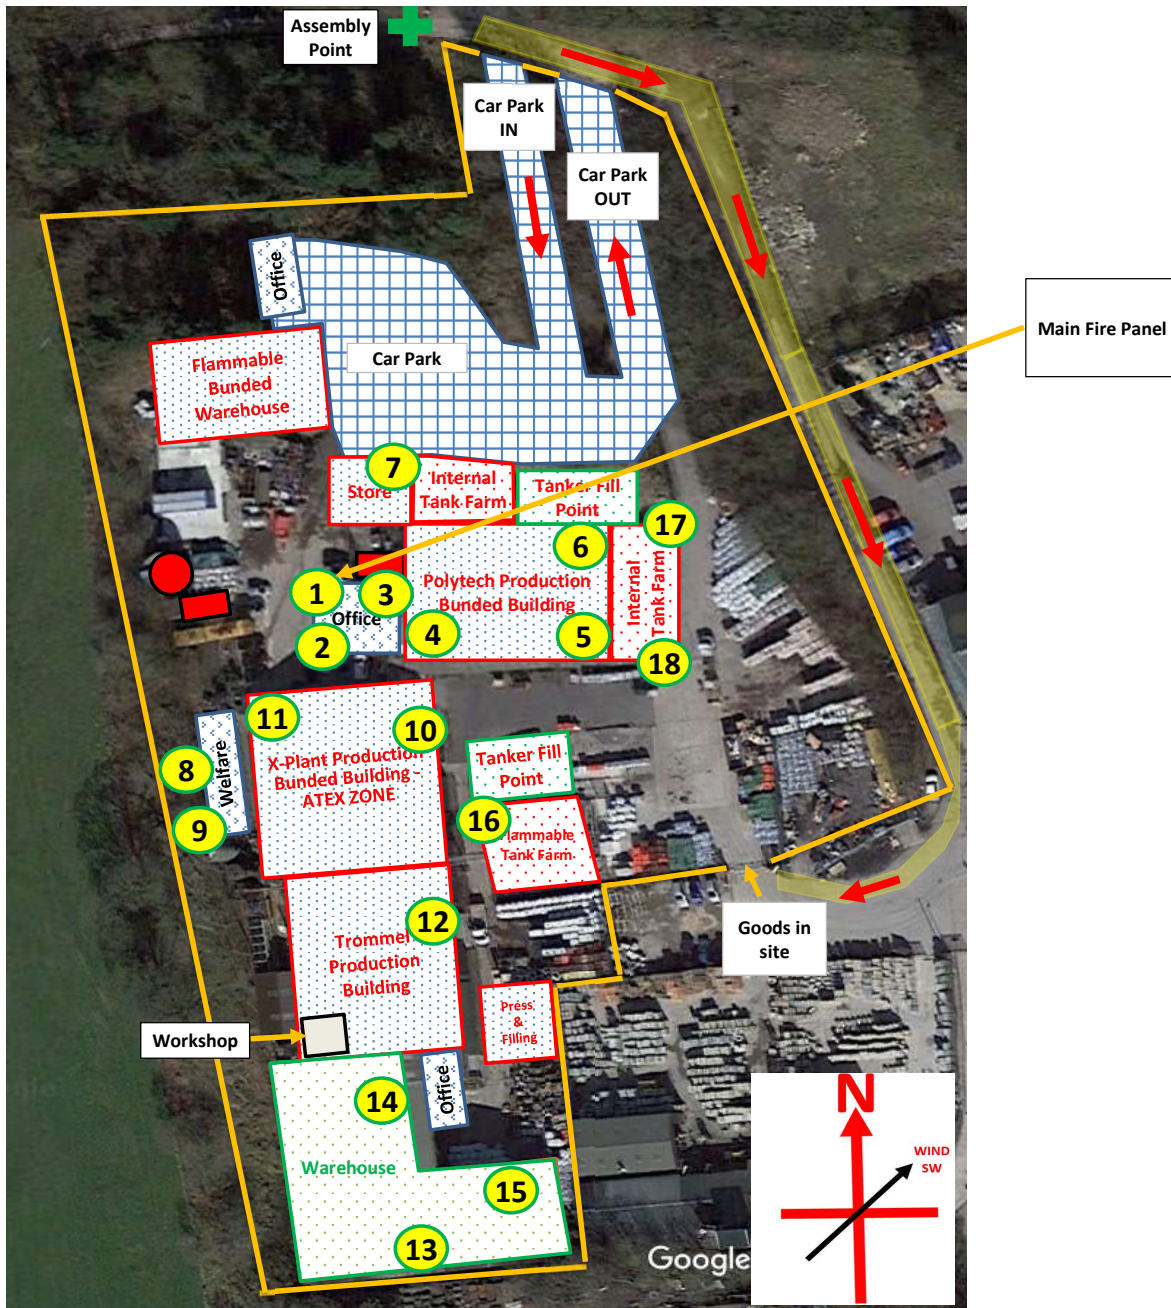 Assembly
Point
Car Park
IN
Car Park
OUT
Office
Main Fire Panel
Flammable
Bunded
Warehouse
Car Park
7
Store
Internal
Tank Farm
Tanker Fill
Point
17
6
1
3
Polytech Production
Bunded Building
Internal
Tank Farm
Office
2
4
5
18
11
10
8
Welfare
X-Plant Production
Bunded Building -
ATEX ZONE
Tanker Fill
Point
9
16
Flammable
Tank Farm
12
Trommel
Production
Building
Goods in
site
Press
&
Filling
Workshop
Office
14
N
WIND
SW
Warehouse
15
13
Google